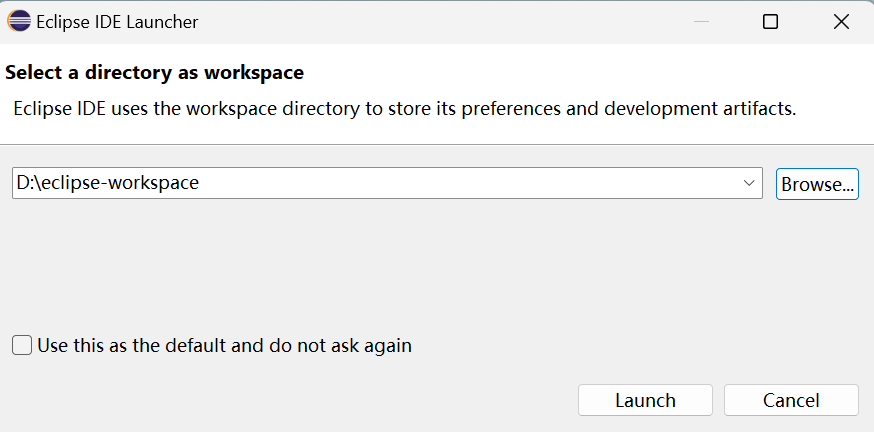 Eclipse IDE Launcher
Select a directory as workspace
Eclipse IDE uses the workspace directory to store its preferences and development artifacts.
D:\eclipse-workspace
Browse...
Use this as the default and do not ask again
Launch
Cancel